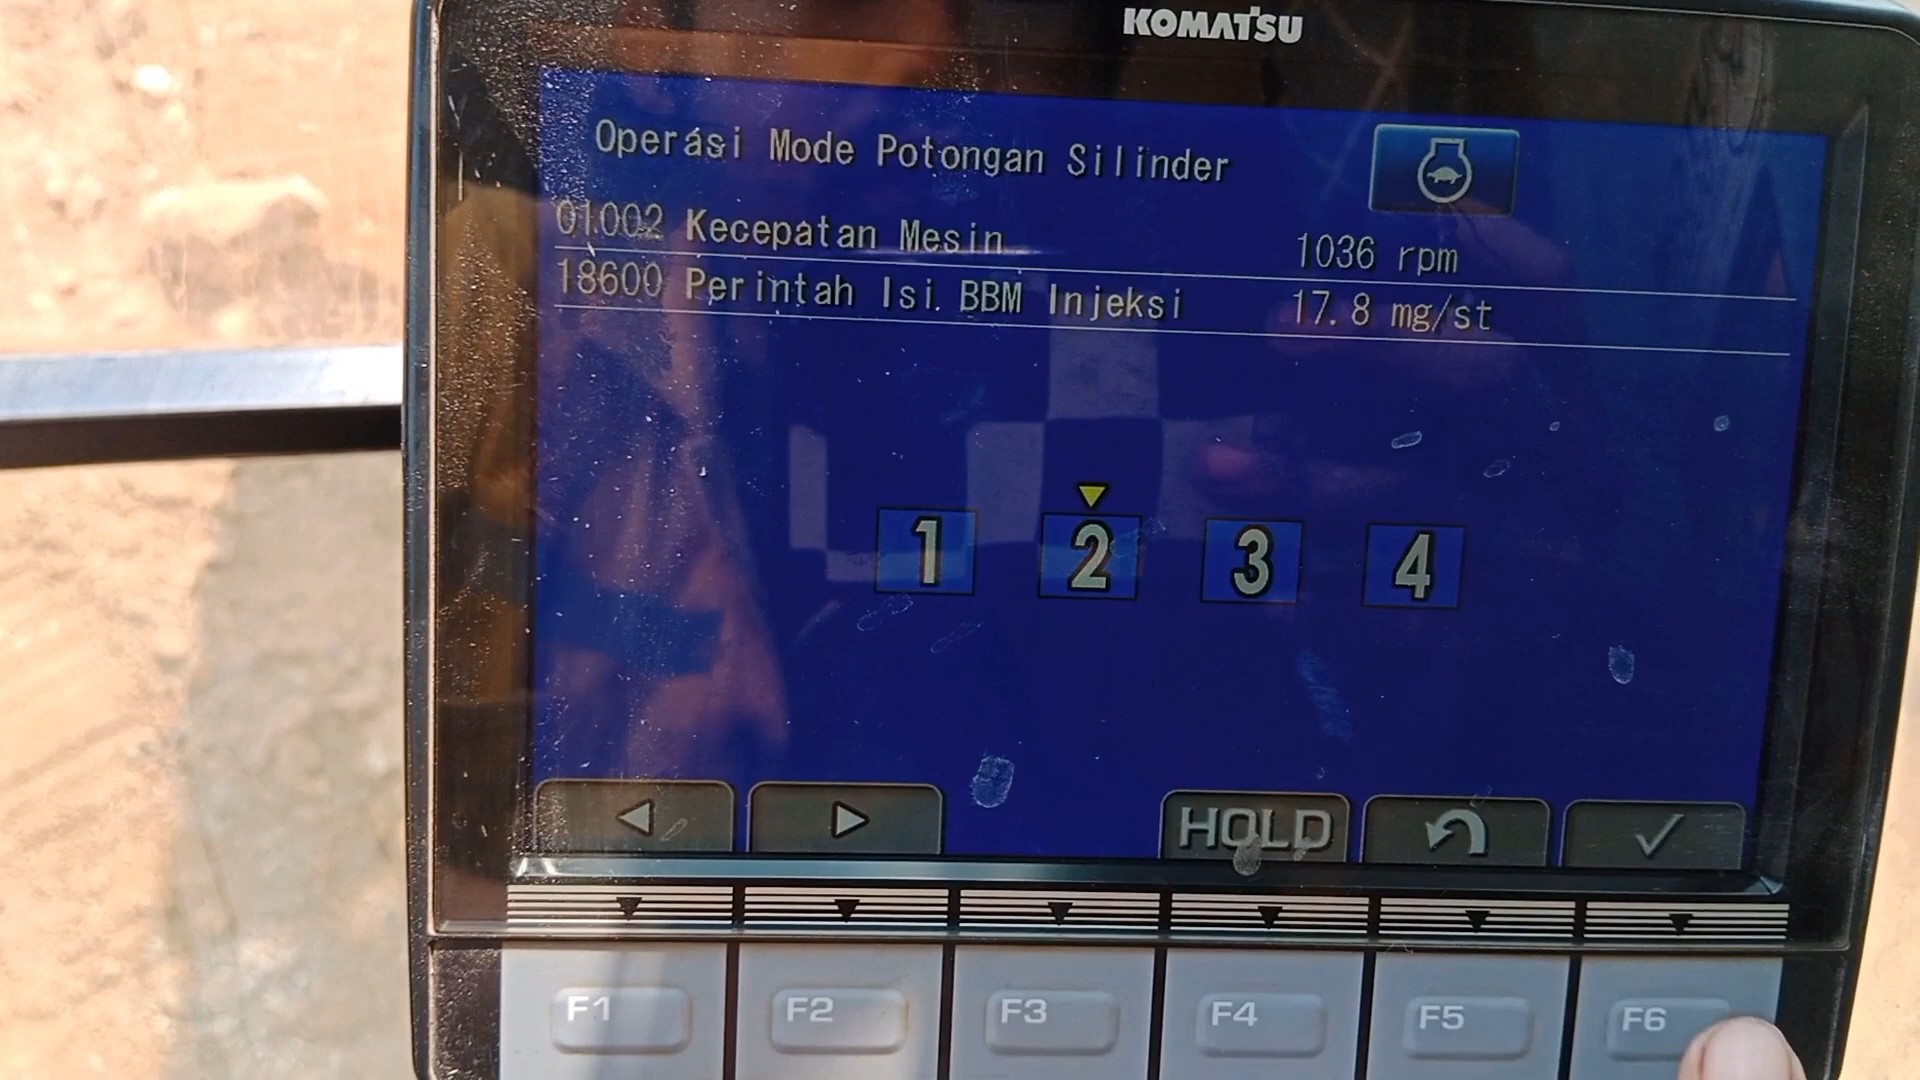 KOMATSU
Operasi Mode Potongan Silinder
01002 Kecepatan Mesin 1036 rpm
18600 Perintah Isi. BBM Injeksi 17.8 mg/st
1 2 3 4
HOLD
F1 F2 F3 F4 F5 F6